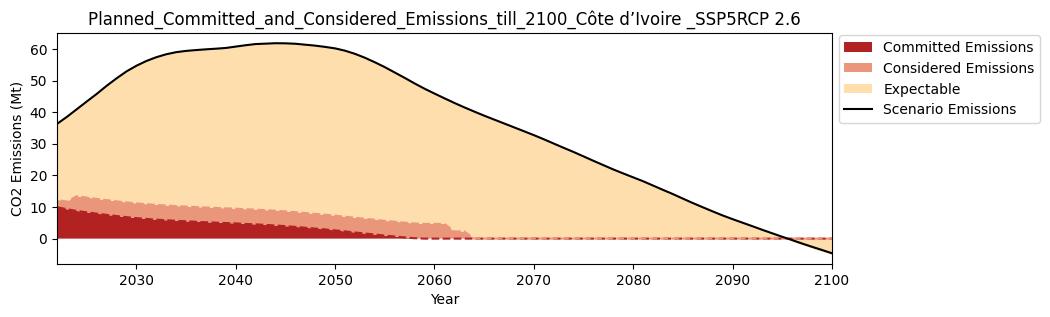 Planned_Committed_and_Considered_Emissions_till_2100_Côte d’Ivoire _SSP5RCP 2.6
CO2 Emissions (Mt)
60
50
40
30
20
10
0
2030 2040 2050 2060 2070 2080 2090 2100
Year
Committed Emissions
Considered Emissions
Expectable
Scenario Emissions